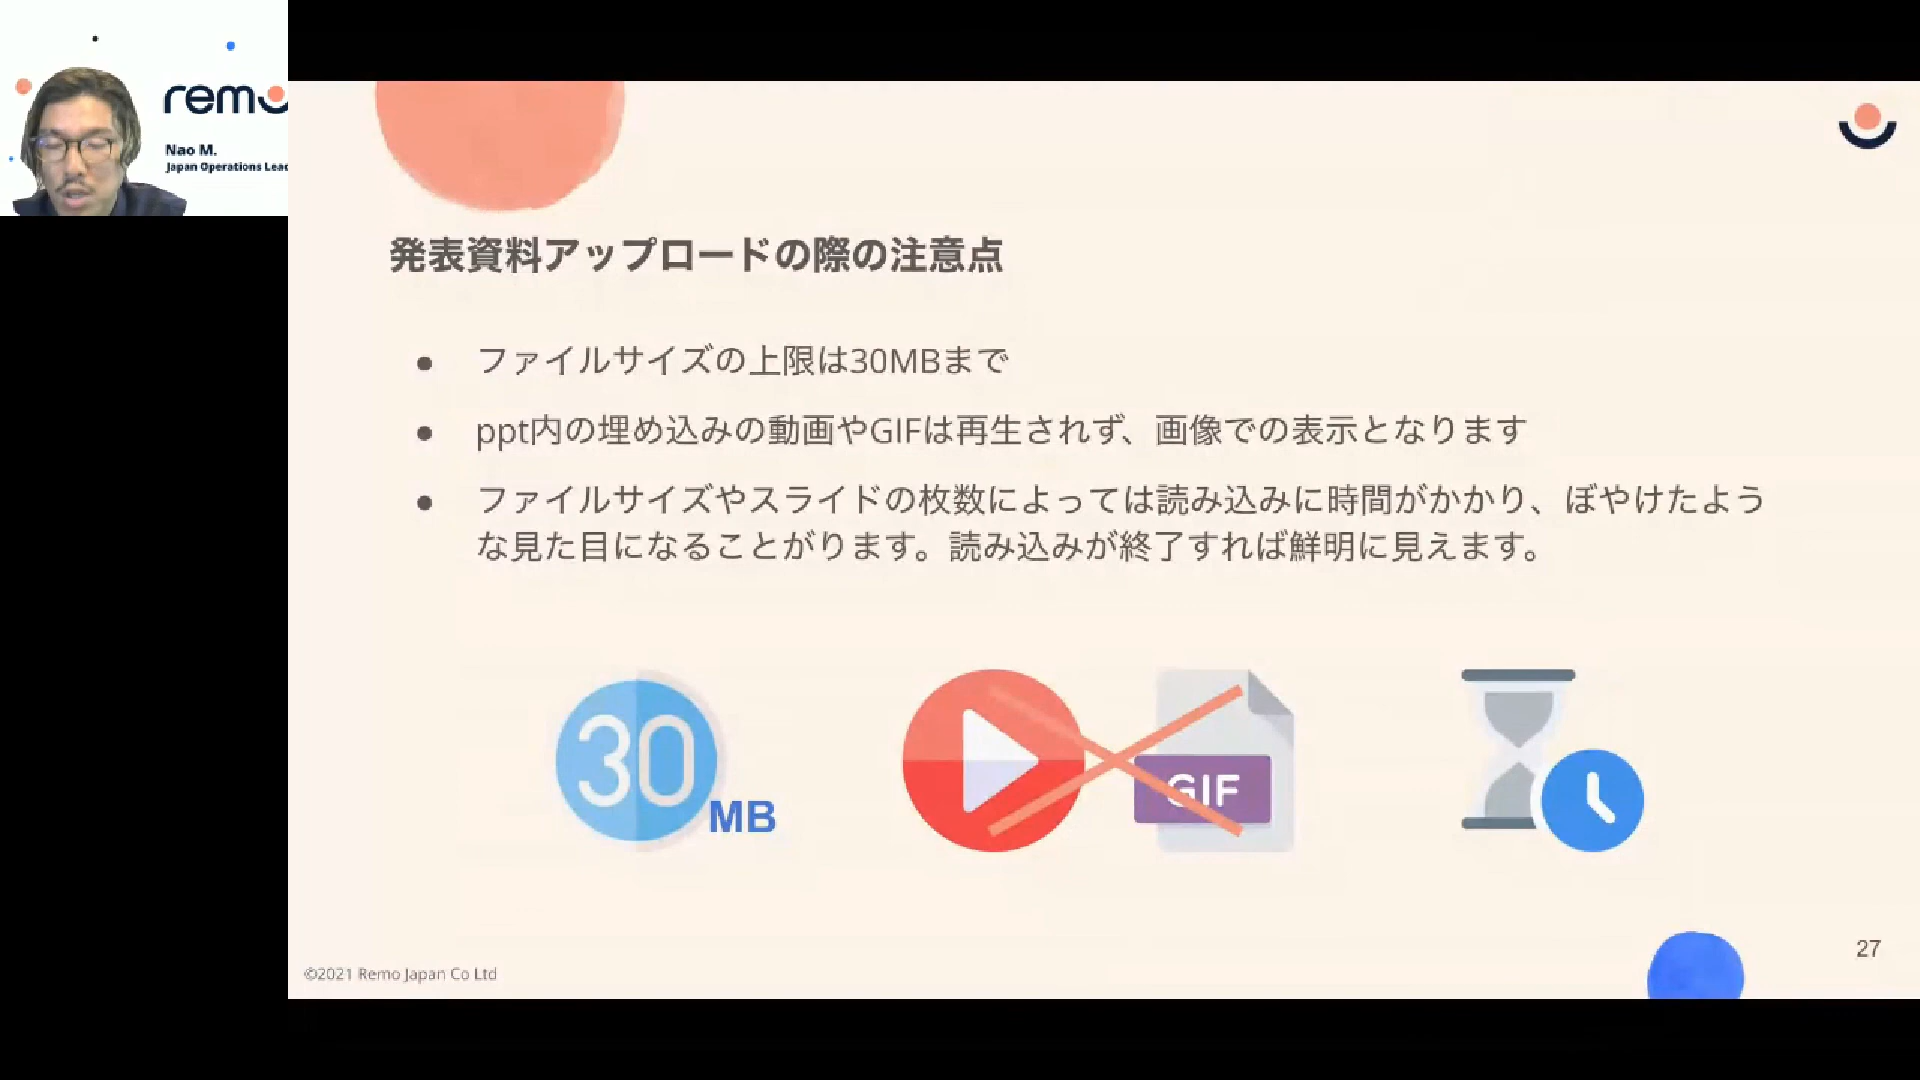 remo
Nao M.
Japan Operations Lead
発表資料アップロードの際の注意点
● ファイルサイズの上限は30MBまで
● ppt内の埋め込みの動画やGIFは再生されず、画像での表示となります
● ファイルサイズやスライドの枚数によっては読み込みに時間がかかり、ぼやけたよう
な見た目になることがります。読み込みが終了すれば鮮明に見えます。
30
MB
GIF
27
©2021 Remo Japan Co Ltd